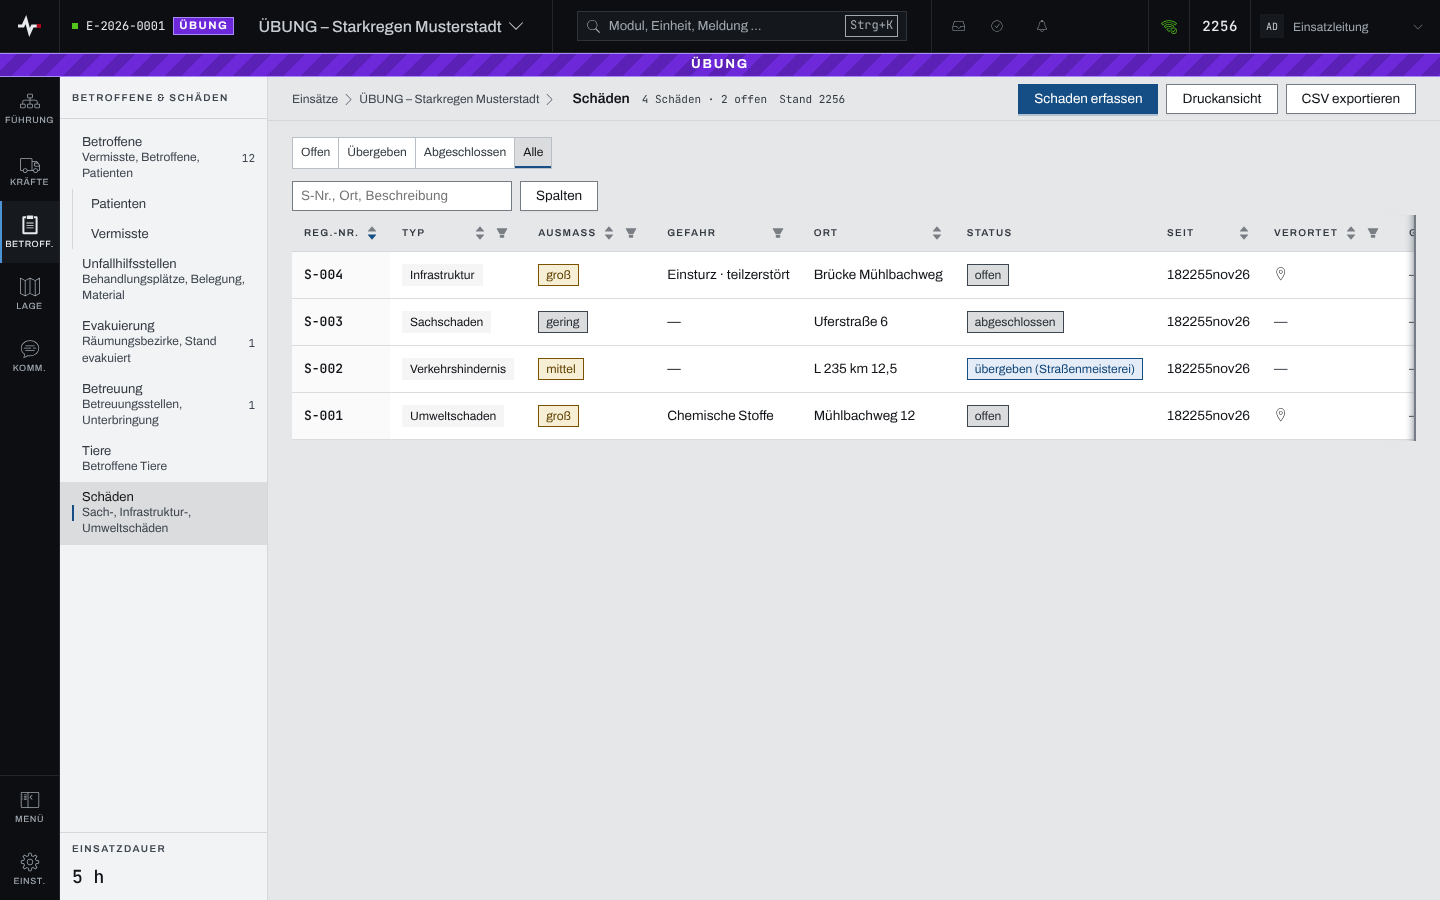 E-2026-0001 ÜBUNG ÜBUNG – Starkregen Musterstadt Modul, Einheit, Meldung ... Strg+K 2256 AD Einsatzleitung
ÜBUNG
FÜHRUNG
KRÄFTE
BETROFF.
LAGE
KOMM.
MENÜ
EINST.
BETROFFENE & SCHÄDEN
Betroffene
Vermisste, Betroffene, 12
Patienten
Patienten
Vermisste
Unfallhilfsstellen
Behandlungsplätze, Belegung,
Material
Evakuierung
Räumungsbezirke, Stand 1
evakuiert
Betreuung
Betreuungsstellen, 1
Unterbringung
Tiere
Betroffene Tiere
Schäden
Sach-, Infrastruktur-,
Umweltschäden
EINSATZDAUER
5 h
Einsätze ÜBUNG – Starkregen Musterstadt Schäden 4 Schäden · 2 offen Stand 2256 Schaden erfassen Druckansicht CSV exportieren
Offen Übergeben Abgeschlossen Alle
S-Nr., Ort, Beschreibung Spalten
REG.-NR. TYP AUSMASS GEFAHR ORT STATUS SEIT VERORTET
S-004 Infrastruktur groß Einsturz · teilzerstört Brücke Mühlbachweg offen 182255nov26
S-003 Sachschaden gering — Uferstraße 6 abgeschlossen 182255nov26 —
S-002 Verkehrshindernis mittel — L 235 km 12,5 übergeben (Straßenmeisterei) 182255nov26 —
S-001 Umweltschaden groß Chemische Stoffe Mühlbachweg 12 offen 182255nov26